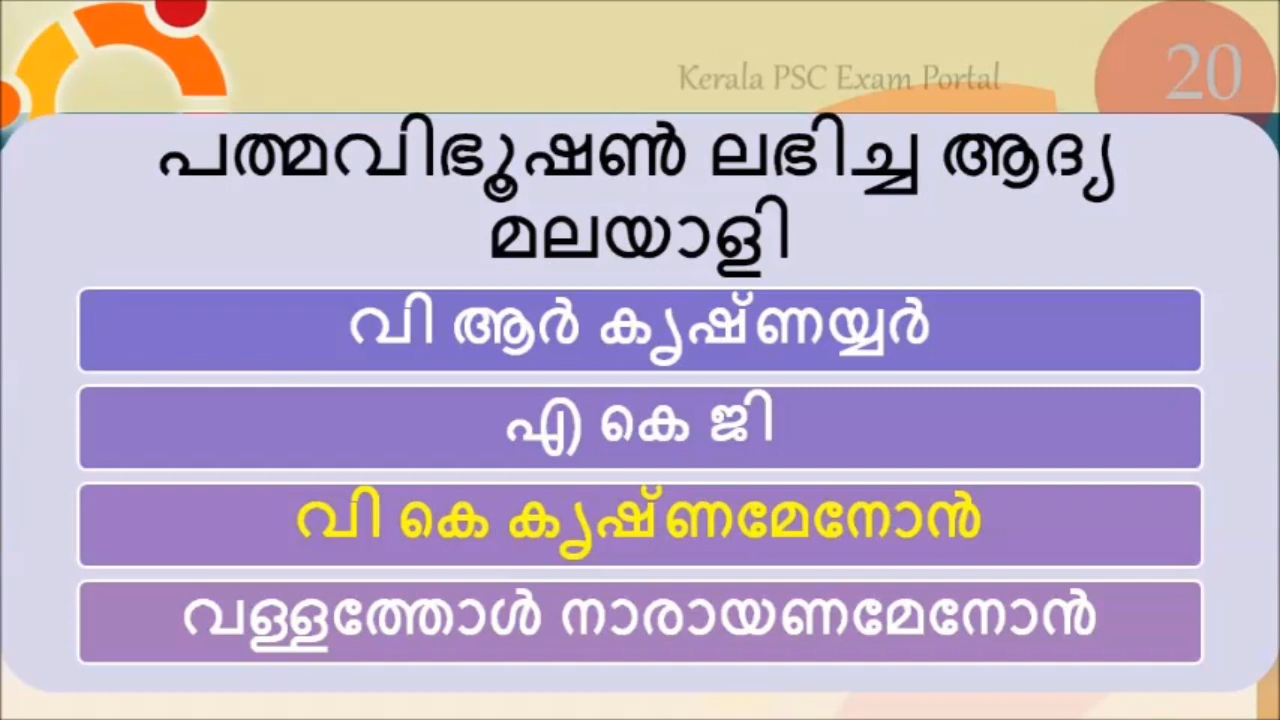 Kerala PSC Exam Portal
20
പത്മവിഭൂഷൺ ലഭിച്ച ആദ്യ
മലയാളി
വി ആർ കൃഷ്ണയ്യർ
എ കെ ജി
വി കെ കൃഷ്ണമേനോൻ
വള്ളത്തോൾ നാരായണമേനോൻ